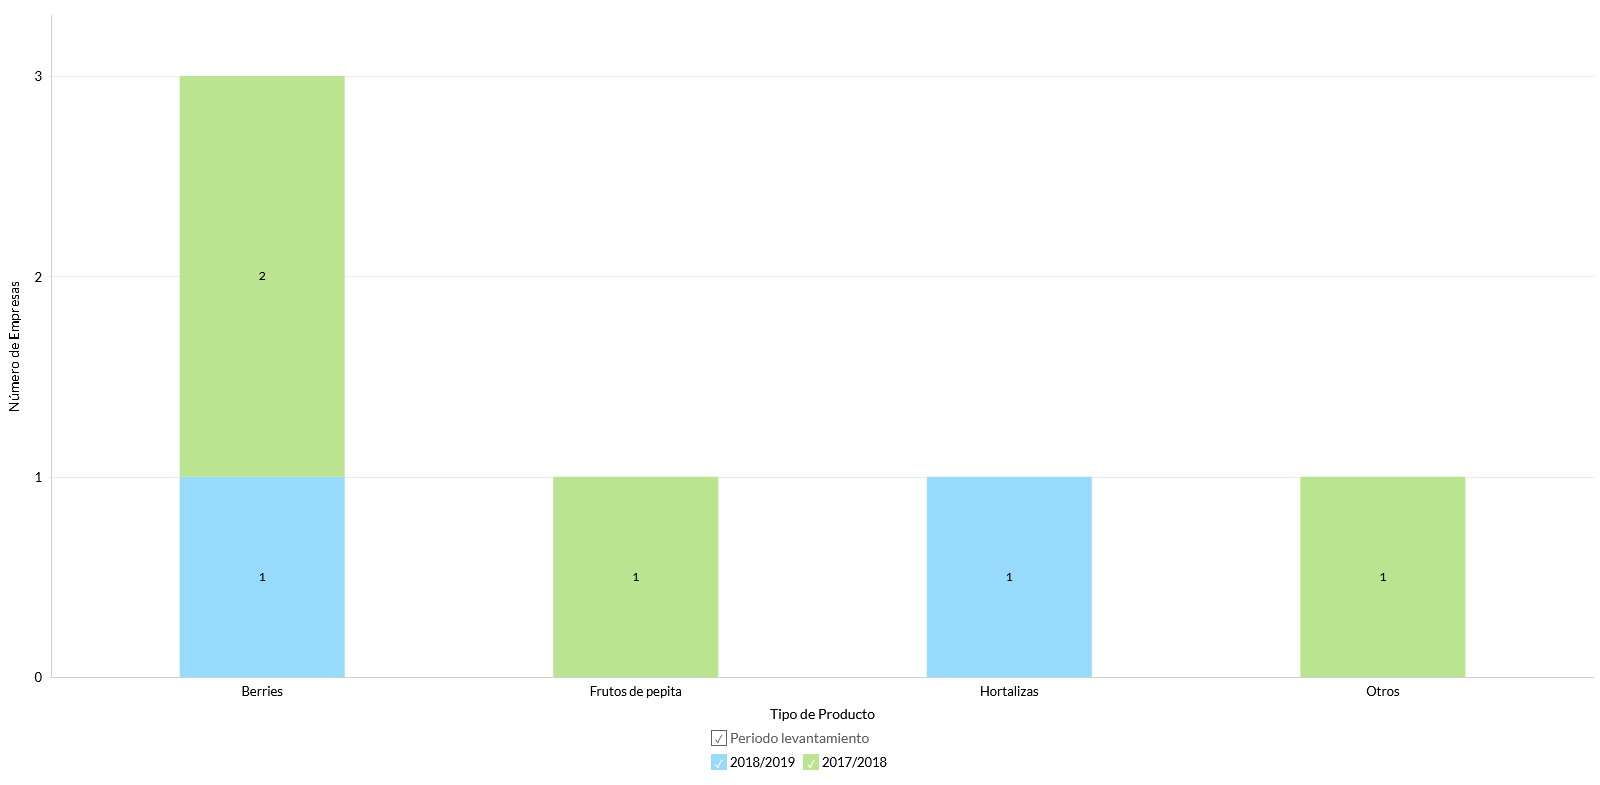 Número de Empresas
3
2
1
0
2
1
1
1
1
Berries
Frutos de pepita
Hortalizas
Otros
Tipo de Producto
Periodo levantamiento
2018/2019
2017/2018